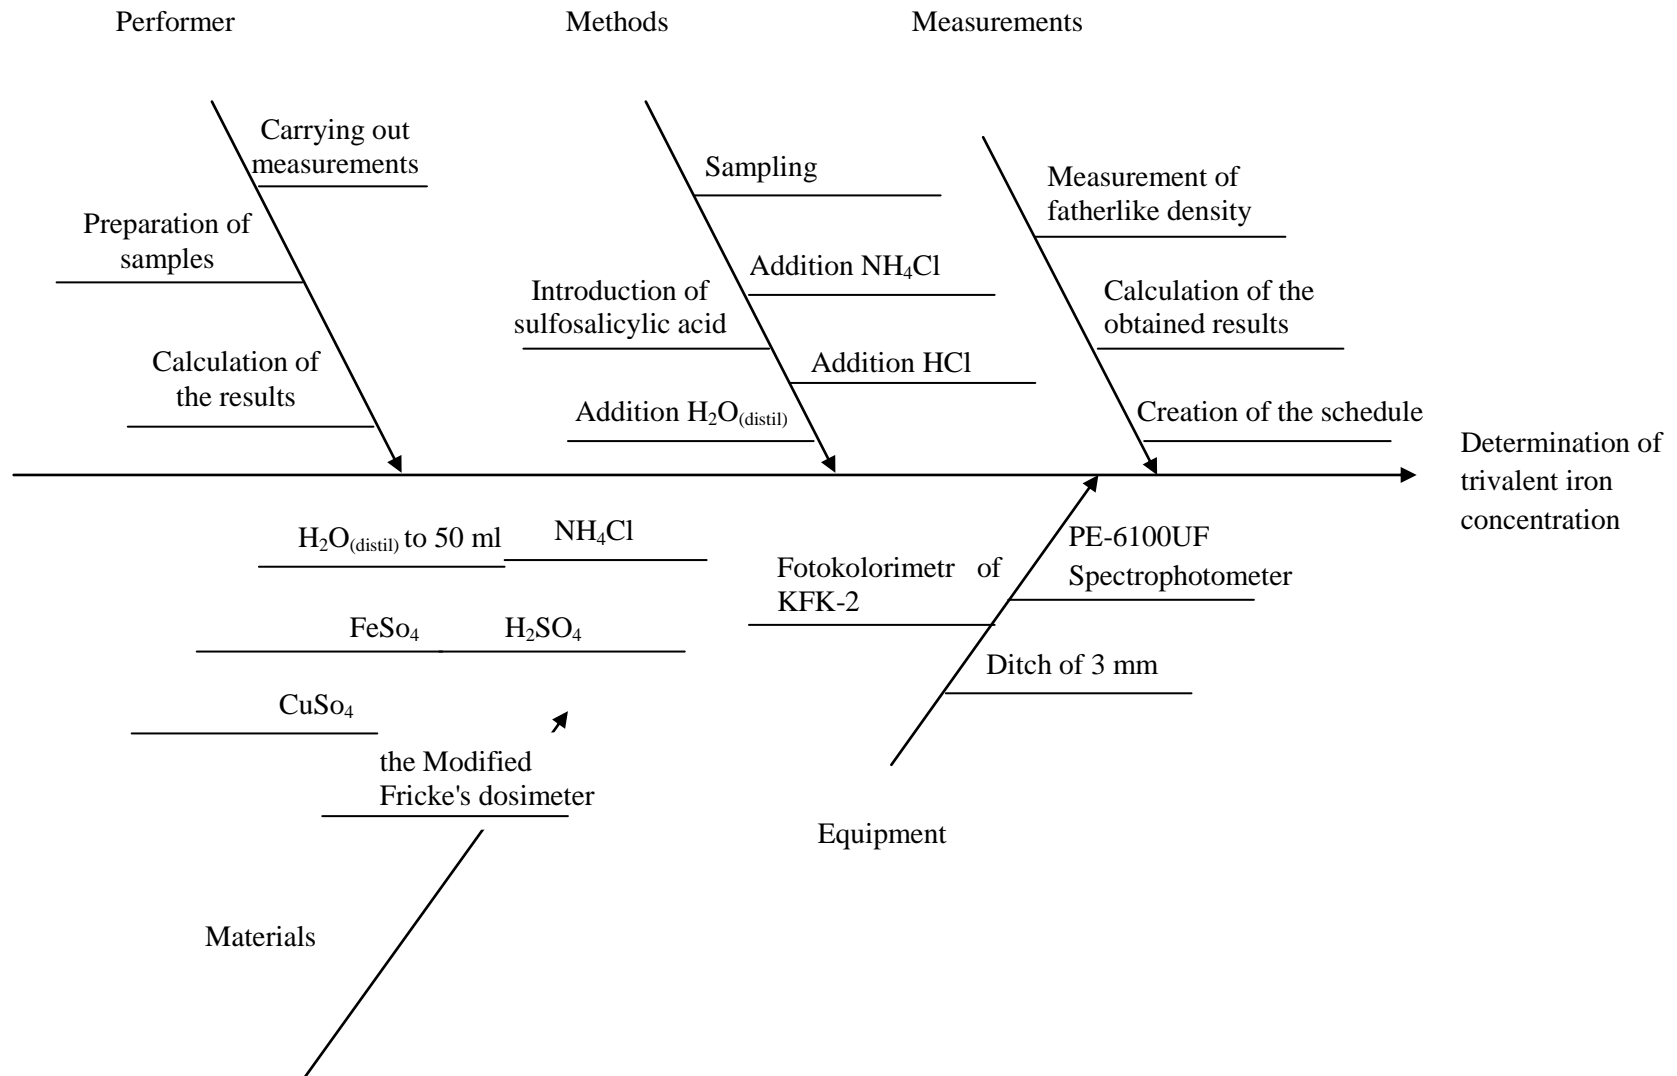 Performer
Methods
Measurements
Carrying out
measurements
Preparation of
samples
Calculation of
the results
Sampling
Addition NH₄Cl
Introduction of
sulfosalicylic acid
Addition HCl
Addition H₂O₍distil₎
Measurement of
fatherlike density
Calculation of the
obtained results
Creation of the schedule
Determination of
trivalent iron
concentration
H₂O₍distil₎ to 50 ml
NH₄Cl
FeSo₄
H₂SO₄
CuSo₄
the Modified
Fricke's dosimeter
Materials
Fotokolorimetr of
KFK-2
PE-6100UF
Spectrophotometer
Ditch of 3 mm
Equipment